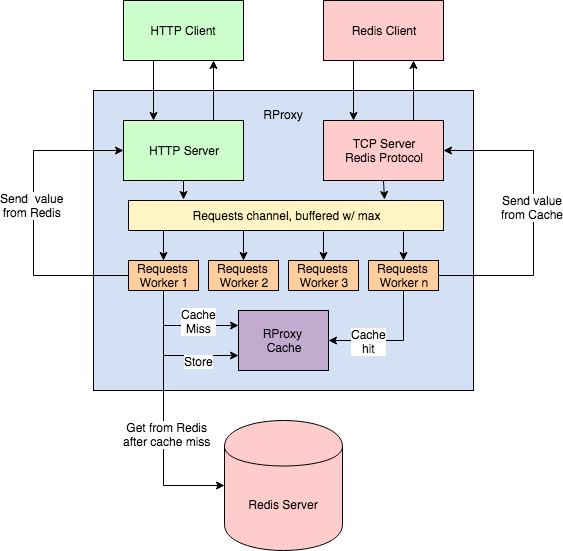 HTTP Client
Redis Client
RProxy
HTTP Server
TCP Server
Redis Protocol
Send value
from Redis
Send value
from Cache
Requests channel, buffered w/ max
Requests
Worker 1
Requests
Worker 2
Requests
Worker 3
Requests
Worker n
Cache
Miss
RProxy
Cache
Cache
hit
Store
Get from Redis
after cache miss
Redis Server